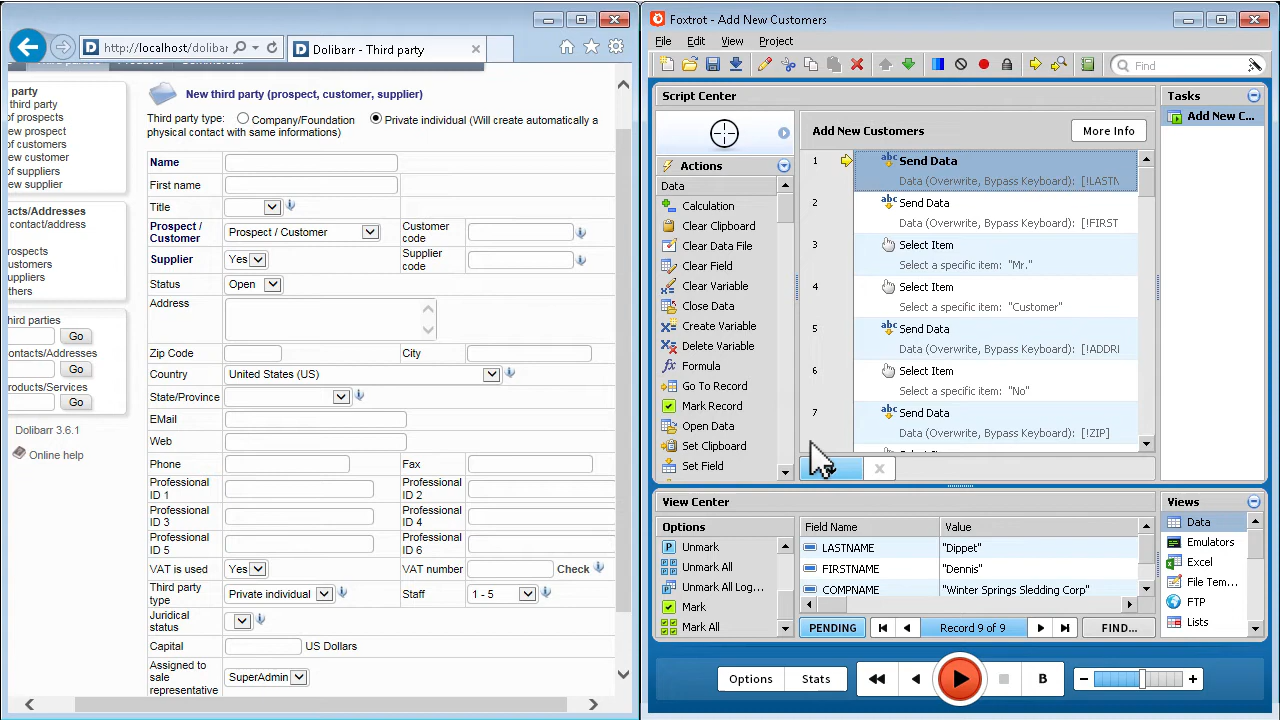 http://localhost/dolibar
Dolibarr - Third party
party
hird party
of prospects
ew prospect
of customers
ew customer
of suppliers
ew supplier
acts/Addresses
contact/address
rospects
ustomers
uppliers
thers
hird parties
Go
ontacts/Addresses
Go
roducts/Services
Go
Dolibarr 3.6.1
Online help
New third party (prospect, customer, supplier)
Third party type: Company/Foundation Private individual (Will create automatically a
physical contact with same informations)
Name
First name
Title
Prospect /
Customer
Prospect / Customer
Customer
code
Supplier
Yes
Supplier
code
Status
Open
Address
Zip Code
City
Country
United States (US)
State/Province
EMail
Web
Phone
Fax
Professional
ID 1
Professional
ID 2
Professional
ID 3
Professional
ID 4
Professional
ID 5
Professional
ID 6
VAT is used
Yes
VAT number
Check
Third party
type
Private individual
Staff
1 - 5
Juridical
status
Capital
US Dollars
Assigned to
sale
representative
SuperAdmin
Foxtrot - Add New Customers
File Edit View Project
Find
Script Center
Actions
Data
Calculation
Clear Clipboard
Clear Data File
Clear Field
Clear Variable
Close Data
Create Variable
Delete Variable
Formula
Go To Record
Mark Record
Open Data
Set Clipboard
Set Field
Add New Customers
More Info
1 Send Data
Data (Overwrite, Bypass Keyboard): [!LASTN
2 Send Data
Data (Overwrite, Bypass Keyboard): [!FIRST
3 Select Item
Select a specific item: "Mr."
4 Select Item
Select a specific item: "Customer"
5 Send Data
Data (Overwrite, Bypass Keyboard): [!ADDRI
6 Select Item
Select a specific item: "No"
7 Send Data
Data (Overwrite, Bypass Keyboard): [!ZIP]
Tasks
Add New C...
View Center
Options
Unmark
Unmark All
Unmark All Log...
Mark
Mark All
Field Name Value
LASTNAME "Dippet"
FIRSTNAME "Dennis"
COMPNAME "Winter Springs Sledding Corp"
PENDING
Record 9 of 9
FIND...
Views
Data
Emulators
Excel
File Tem...
FTP
Lists
Options
Stats
B